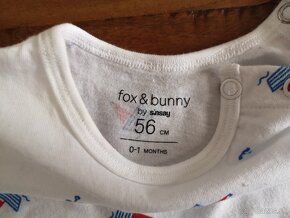 fox & bunny
by sinsay
56 CM
0-1 MONTHS